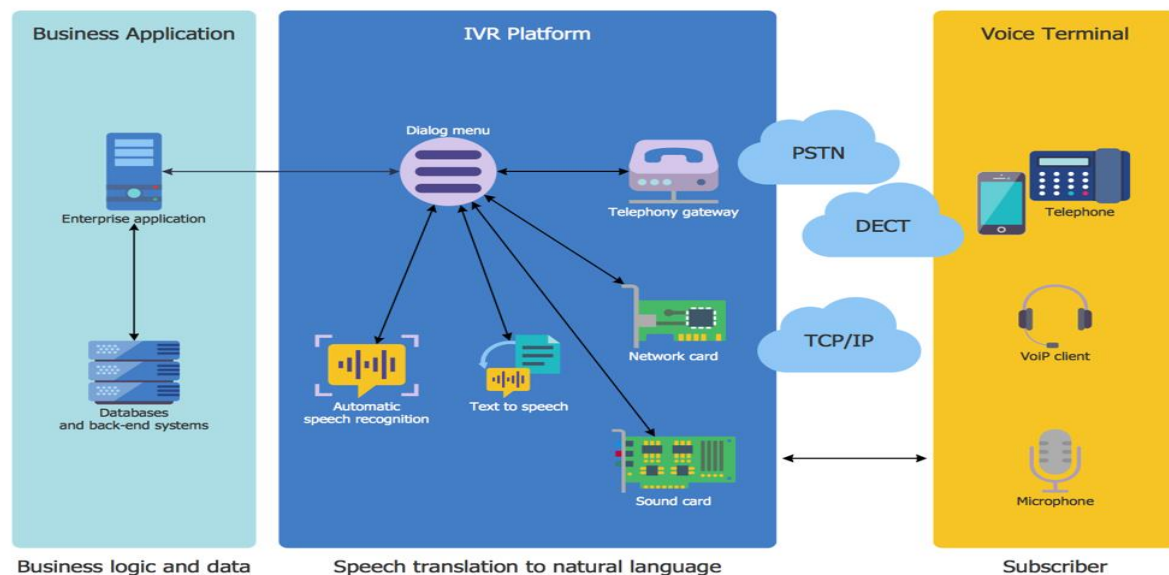 Business Application
IVR Platform
Voice Terminal
Dialog menu
PSTN
Enterprise application
Telephony gateway
Telephone
DECT
TCP/IP
Network card
VoiP client
Automatic
speech recognition
Text to speech
Databases
and back-end systems
Sound card
Microphone
Business logic and data
Speech translation to natural language
Subscriber